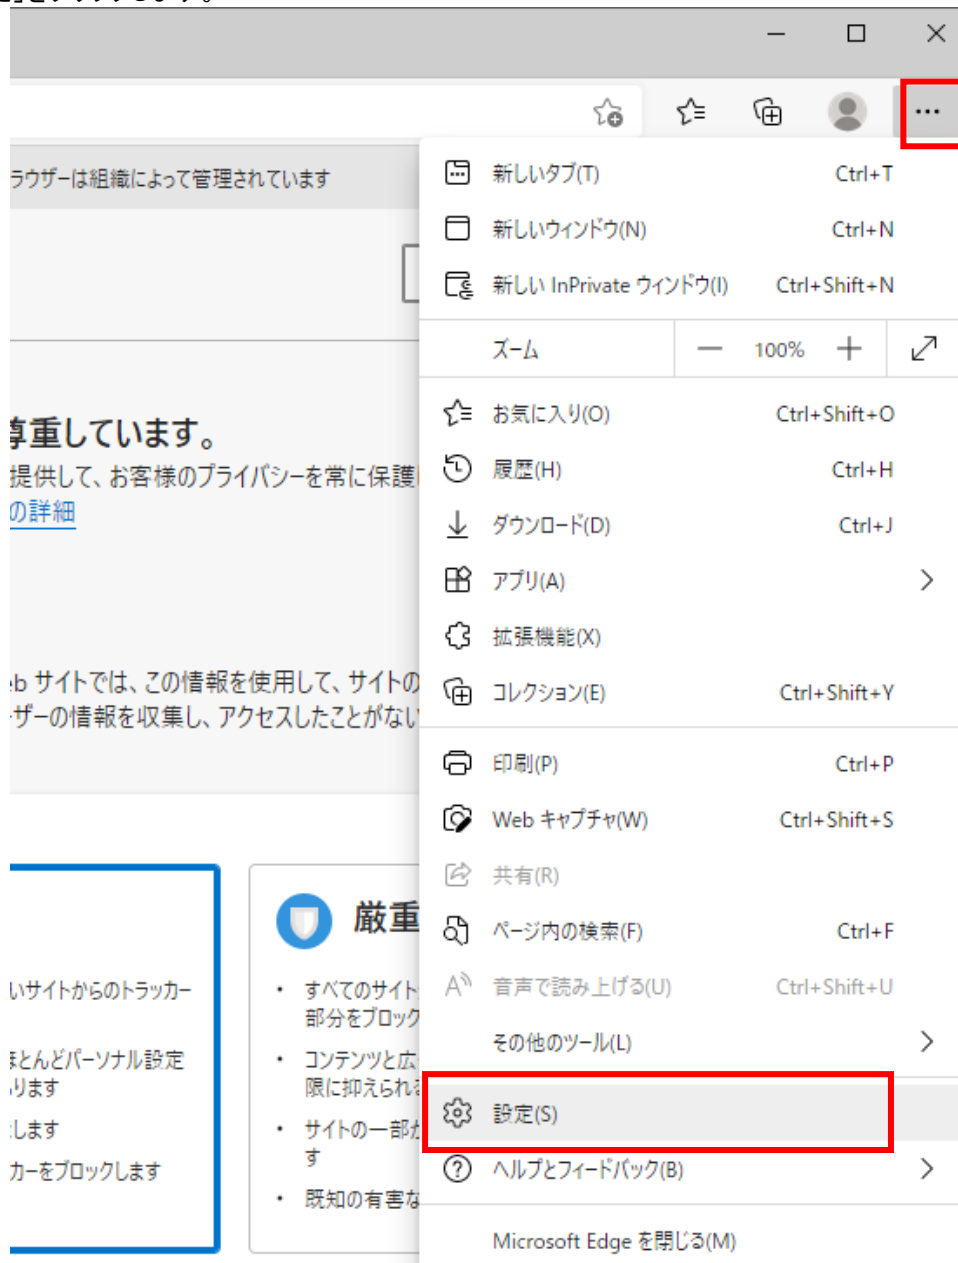 をクリックします。
ラウザーは組織によって管理されています
尊重しています。
提供して、お客様のプライバシーを常に保護
の詳細
eb サイトでは、この情報を使用して、サイトの
ーザーの情報を収集し、アクセスしたことがない
いサイトからのトラッカー
ほとんどパーソナル設定
ります
します
カーをブロックします
厳重
• すべてのサイト
部分をブロック
• コンテンツと広
限に抑えられ
• サイトの一部が
す
• 既知の有害な
新しいタブ(T) Ctrl+T
新しいウィンドウ(N) Ctrl+N
新しい InPrivate ウィンドウ(I) Ctrl+Shift+N
ズーム — 100% +
お気に入り(O) Ctrl+Shift+O
履歴(H) Ctrl+H
ダウンロード(D) Ctrl+J
アプリ(A)
拡張機能(X)
コレクション(E) Ctrl+Shift+Y
印刷(P) Ctrl+P
Web キャプチャ(W) Ctrl+Shift+S
共有(R)
ページ内の検索(F) Ctrl+F
音声で読み上げる(U) Ctrl+Shift+U
その他のツール(L)
設定(S)
ヘルプとフィードバック(B)
Microsoft Edge を閉じる(M)